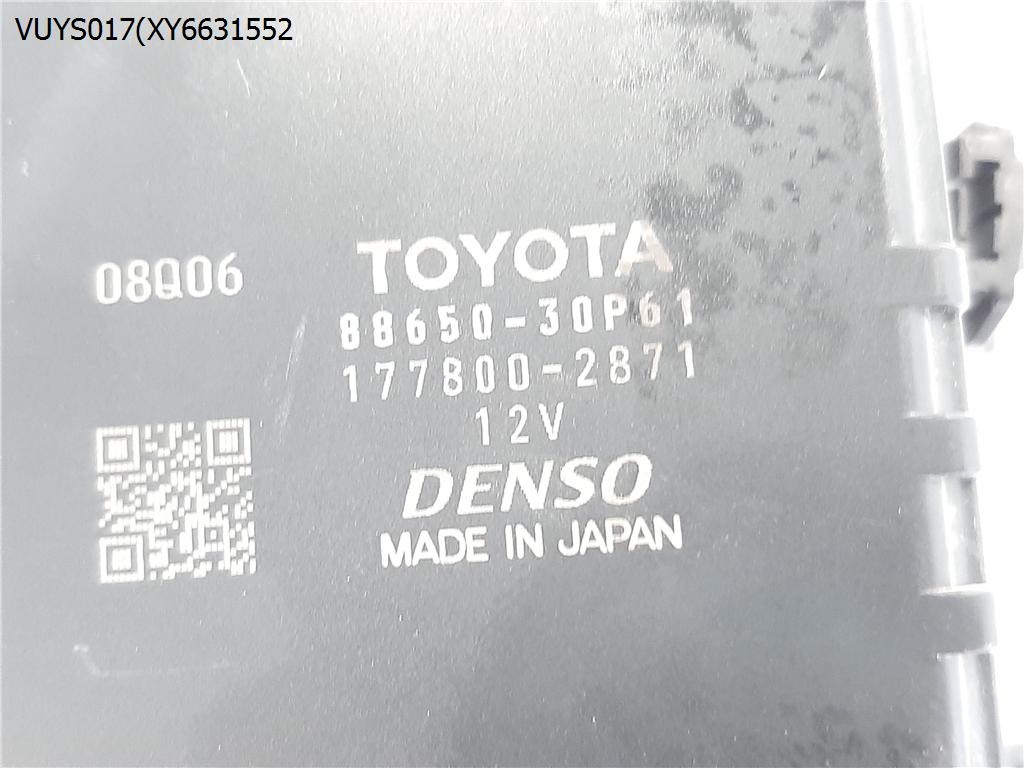 VUYS017(XY6631552
08Q06
TOYOTA
88650-30P61
177800-2871
12V
DENSO
MADE IN JAPAN